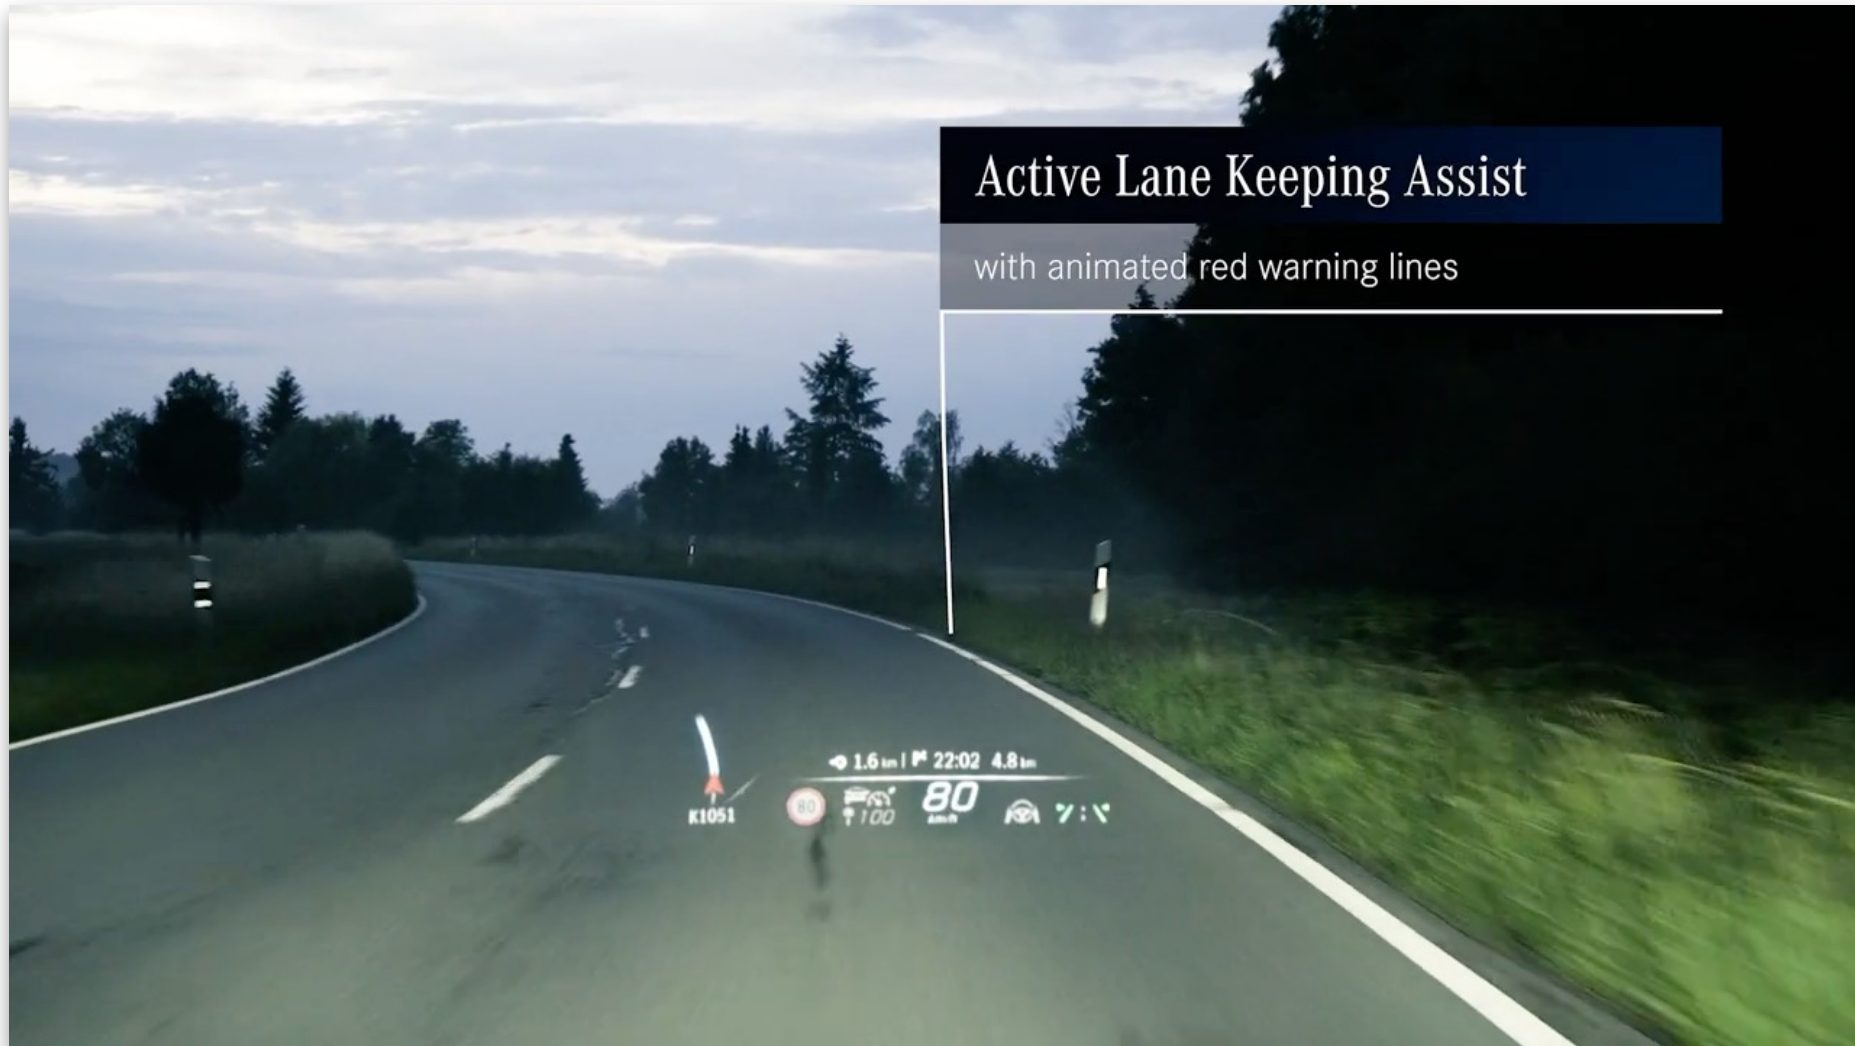 Active Lane Keeping Assist
with animated red warning lines
1.6 km | 22:02 4.8 km
80 100 80
km/h
K1051